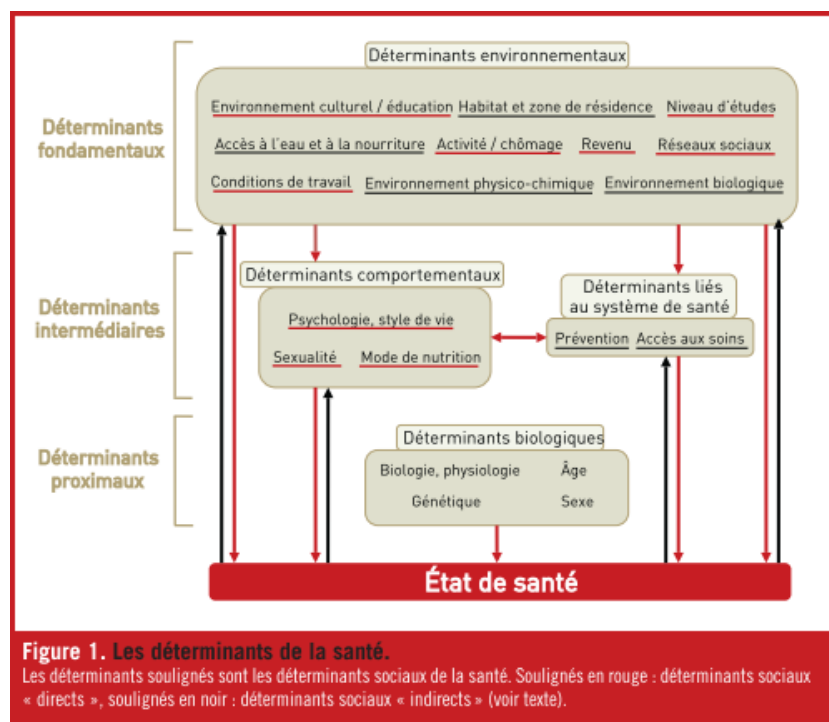 Déterminants environnementaux
Environnement culturel / éducation Habitat et zone de résidence Niveau d'études
Déterminants
fondamentaux
Accès à l'eau et à la nourriture Activité / chômage Revenu Réseaux sociaux
Conditions de travail Environnement physico-chimique Environnement biologique
Déterminants
intermédiaires
Déterminants comportementaux
Psychologie, style de vie
Sexualité Mode de nutrition
Déterminants liés
au système de santé
Prévention Accès aux soins
Déterminants
proximaux
Déterminants biologiques
Biologie, physiologie Âge
Génétique Sexe
État de santé
Figure 1. Les déterminants de la santé.
Les déterminants soulignés sont les déterminants sociaux de la santé. Soulignés en rouge : déterminants sociaux
« directs », soulignés en noir : déterminants sociaux « indirects » (voir texte).